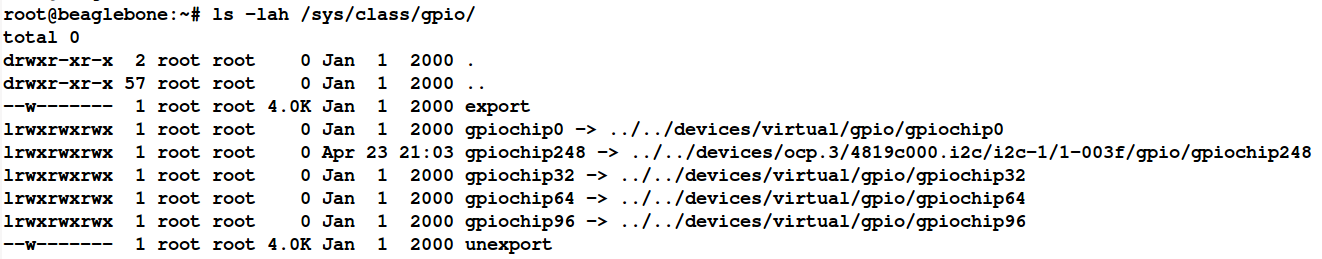 root@beaglebone:~# ls -lah /sys/class/gpio/
total 0
drwxr-xr-x  2 root root    0 Jan  1  2000 .
drwxr-xr-x 57 root root    0 Jan  1  2000 ..
--w-------  1 root root 4.0K Jan  1  2000 export
lrwxrwxrwx  1 root root    0 Jan  1  2000 gpiochip0 -> ../../devices/virtual/gpio/gpiochip0
lrwxrwxrwx  1 root root    0 Apr 23 21:03 gpiochip248 -> ../../devices/ocp.3/4819c000.i2c/i2c-1/1-003f/gpio/gpiochip248
lrwxrwxrwx  1 root root    0 Jan  1  2000 gpiochip32 -> ../../devices/virtual/gpio/gpiochip32
lrwxrwxrwx  1 root root    0 Jan  1  2000 gpiochip64 -> ../../devices/virtual/gpio/gpiochip64
lrwxrwxrwx  1 root root    0 Jan  1  2000 gpiochip96 -> ../../devices/virtual/gpio/gpiochip96
--w-------  1 root root 4.0K Jan  1  2000 unexport